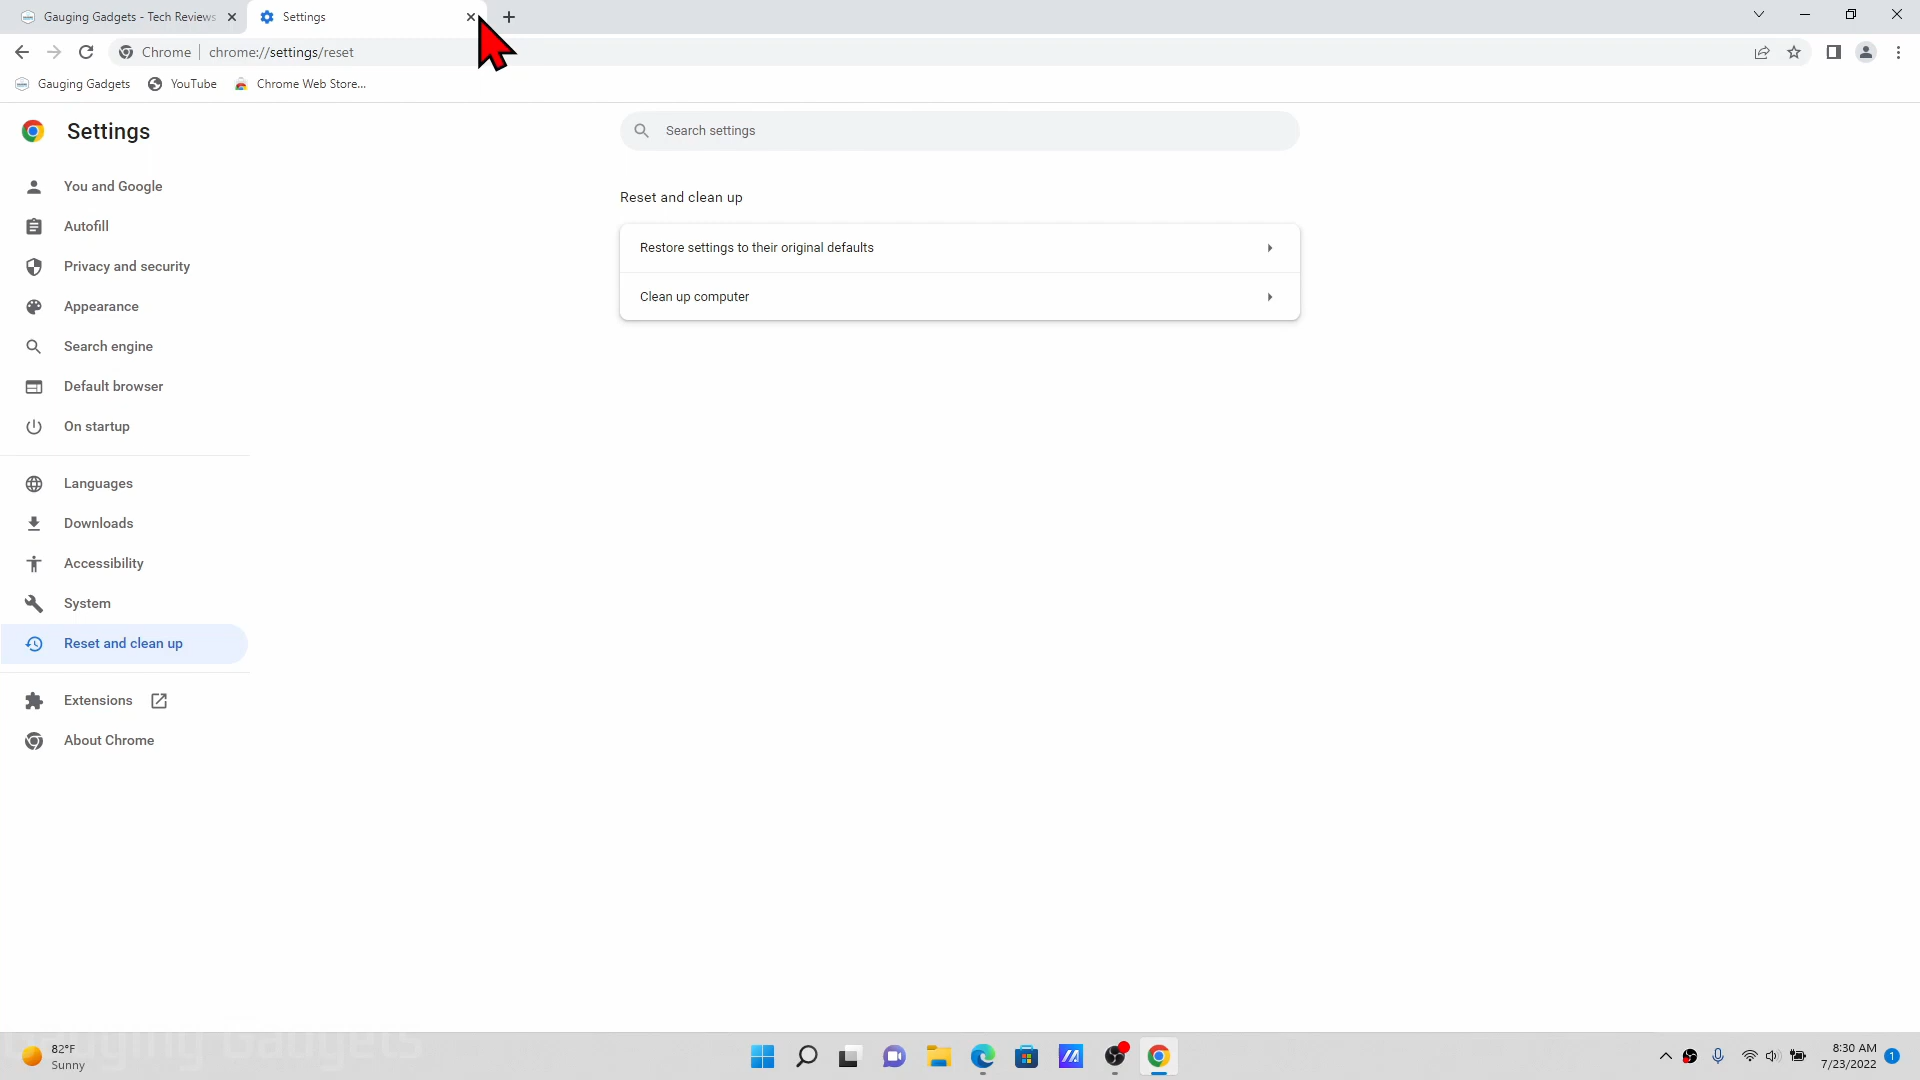 Gauging Gadgets - Tech Reviews
Settings
Chrome
chrome://settings/reset
Gauging Gadgets
YouTube
Chrome Web Store...
Settings
Search settings
You and Google
Autofill
Privacy and security
Appearance
Search engine
Default browser
On startup
Languages
Downloads
Accessibility
System
Reset and clean up
Extensions
About Chrome
Reset and clean up
Restore settings to their original defaults
Clean up computer
Gauging Gadgets
82°F
Sunny
8:30 AM
7/23/2022
1